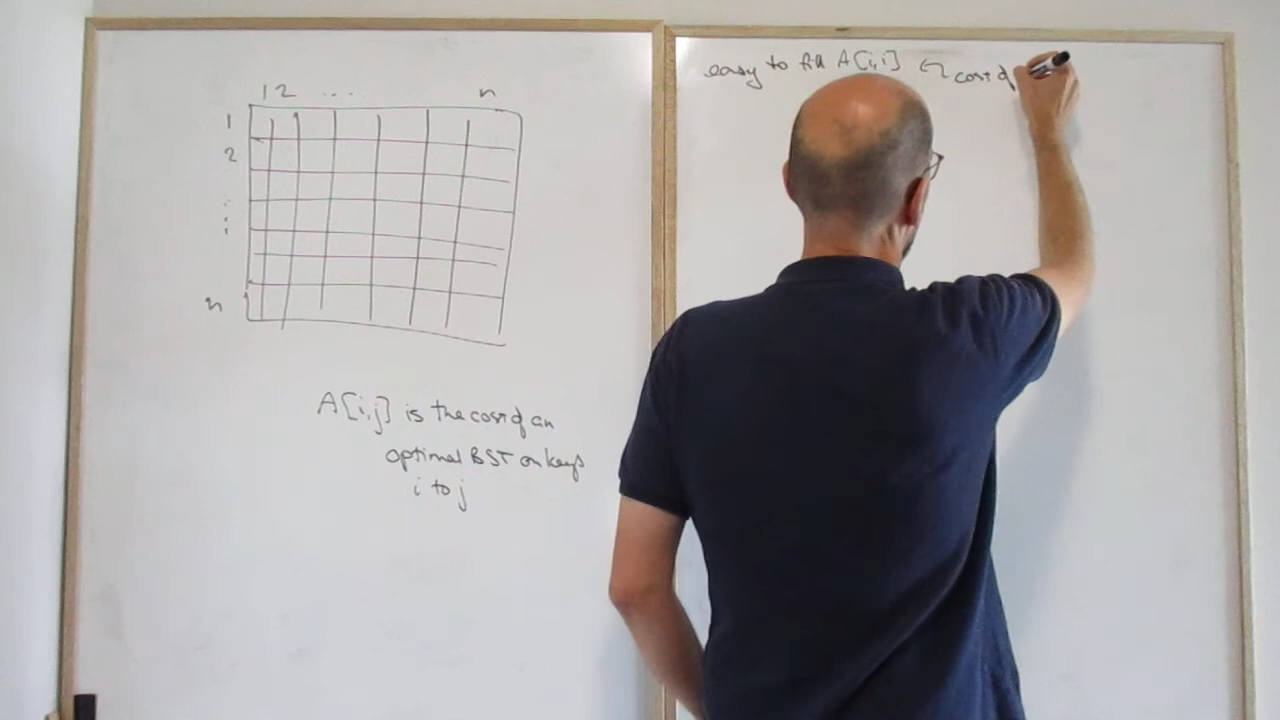 1 2 ... n
1
2
⋮
n
A[i,j] is the cost of an
optimal BST on keys
i to j
easy to fill A[i,i] ↰ cost of